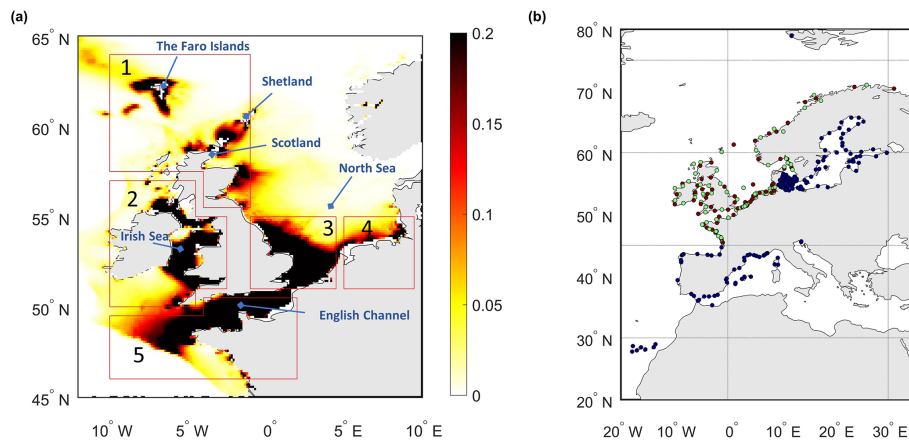 (a)
65° N
60° N
55° N
50° N
45° N
10° W
5° W
0°
5° E
10° E
1
The Faro Islands
Shetland
Scotland
North Sea
2
3
4
Irish Sea
English Channel
5
0.2
0.15
0.1
0.05
0
(b)
80° N
70° N
60° N
50° N
40° N
30° N
20° N
20° W
10° W
0°
10° E
20° E
30° E